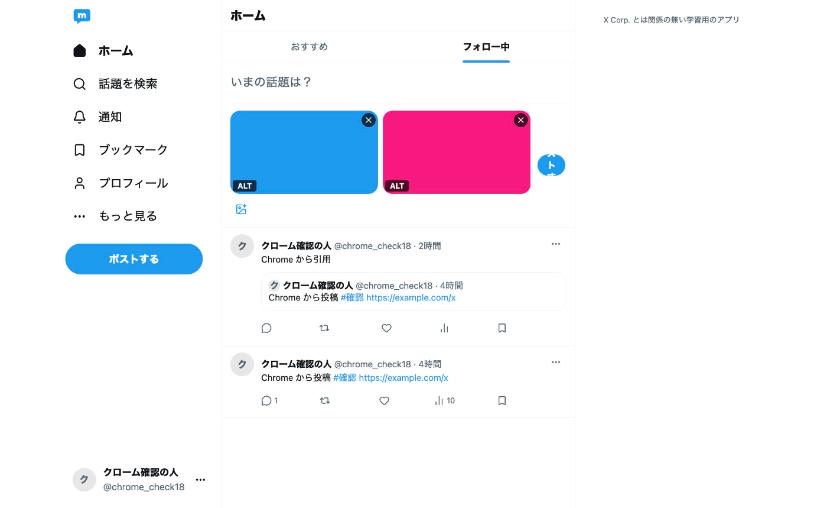 m
ホーム
話題を検索
通知
ブックマーク
プロフィール
もっと見る
ポストする
クローム確認の人
@chrome_check18
ホーム
おすすめ
フォロー中
いまの話題は？
ALT
ALT
ト
ク
クローム確認の人 @chrome_check18 · 2時間
Chrome から引用
ク クローム確認の人 @chrome_check18 · 4時間
Chrome から投稿 #確認 https://example.com/x
ク
クローム確認の人 @chrome_check18 · 4時間
Chrome から投稿 #確認 https://example.com/x
1
10
ク
X Corp. とは関係の無い学習用のアプリ